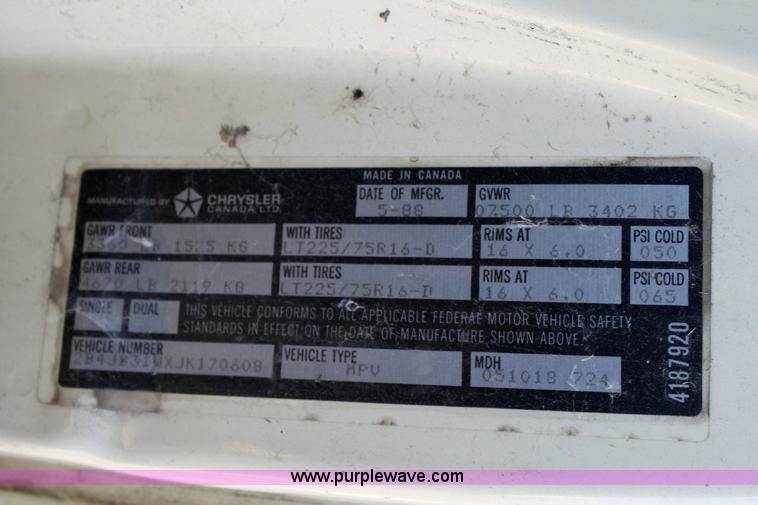 MADE IN CANADA
MANUFACTURED BY CHRYSLER CANADA LTD.
DATE OF MFGR. GVWR
5-88 07500 LB 3402 KG
GAWR FRONT WITH TIRES RIMS AT PSI COLD
3360 LB 1525 KG LT225/75R16-D 16 X 6.0 050
GAWR REAR WITH TIRES RIMS AT PSI COLD
4670 LB 2119 KG LT225/75R16-D 16 X 6.0 065
SINGLE DUAL THIS VEHICLE CONFORMS TO ALL APPLICABLE FEDERAL MOTOR VEHICLE SAFETY
STANDARDS IN EFFECT ON THE DATE OF MANUFACTURE SHOWN ABOVE.
VEHICLE NUMBER VEHICLE TYPE MDH
MPV 051018 724
4187920
www.purplewave.com